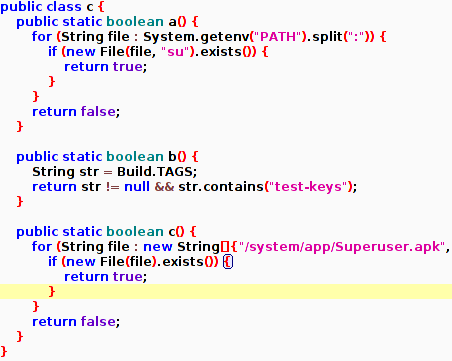 public class c {
public static boolean a() {
for (String file : System.getenv("PATH").split(":")) {
if (new File(file, "su").exists()) {
return true;
}
}
return false;
}
public static boolean b() {
String str = Build.TAGS;
return str != null && str.contains("test-keys");
}
public static boolean c() {
for (String file : new String[]{"/system/app/Superuser.apk",
if (new File(file).exists()) {
return true;
}
}
return false;
}
}